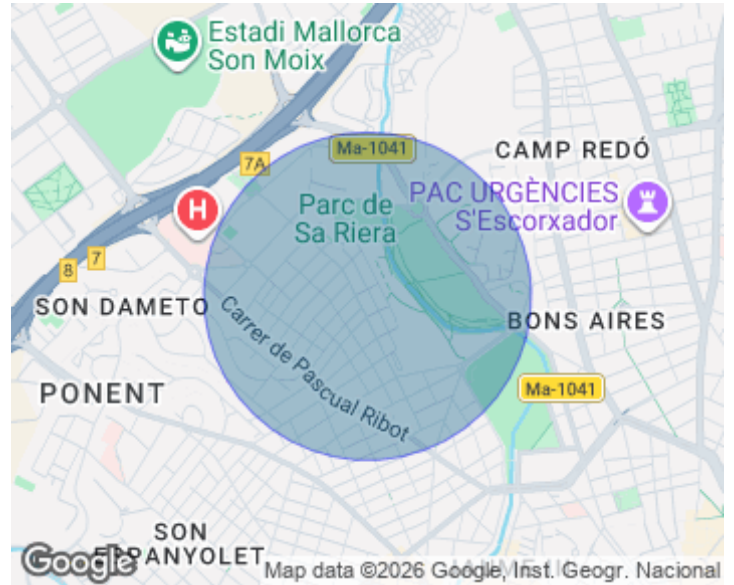 Estadi Mallorca
Son Moix
Ma-1041
CAMP REDÓ
7A
PAC URGÈNCIES
S'Escorxador
H
Parc de
Sa Riera
7
8
SON DAMETO
BONS AIRES
Carrer de Pascual Ribot
PONENT
Ma-1041
SON
Google
Map data ©2026 Google, Inst. Geogr. Nacional